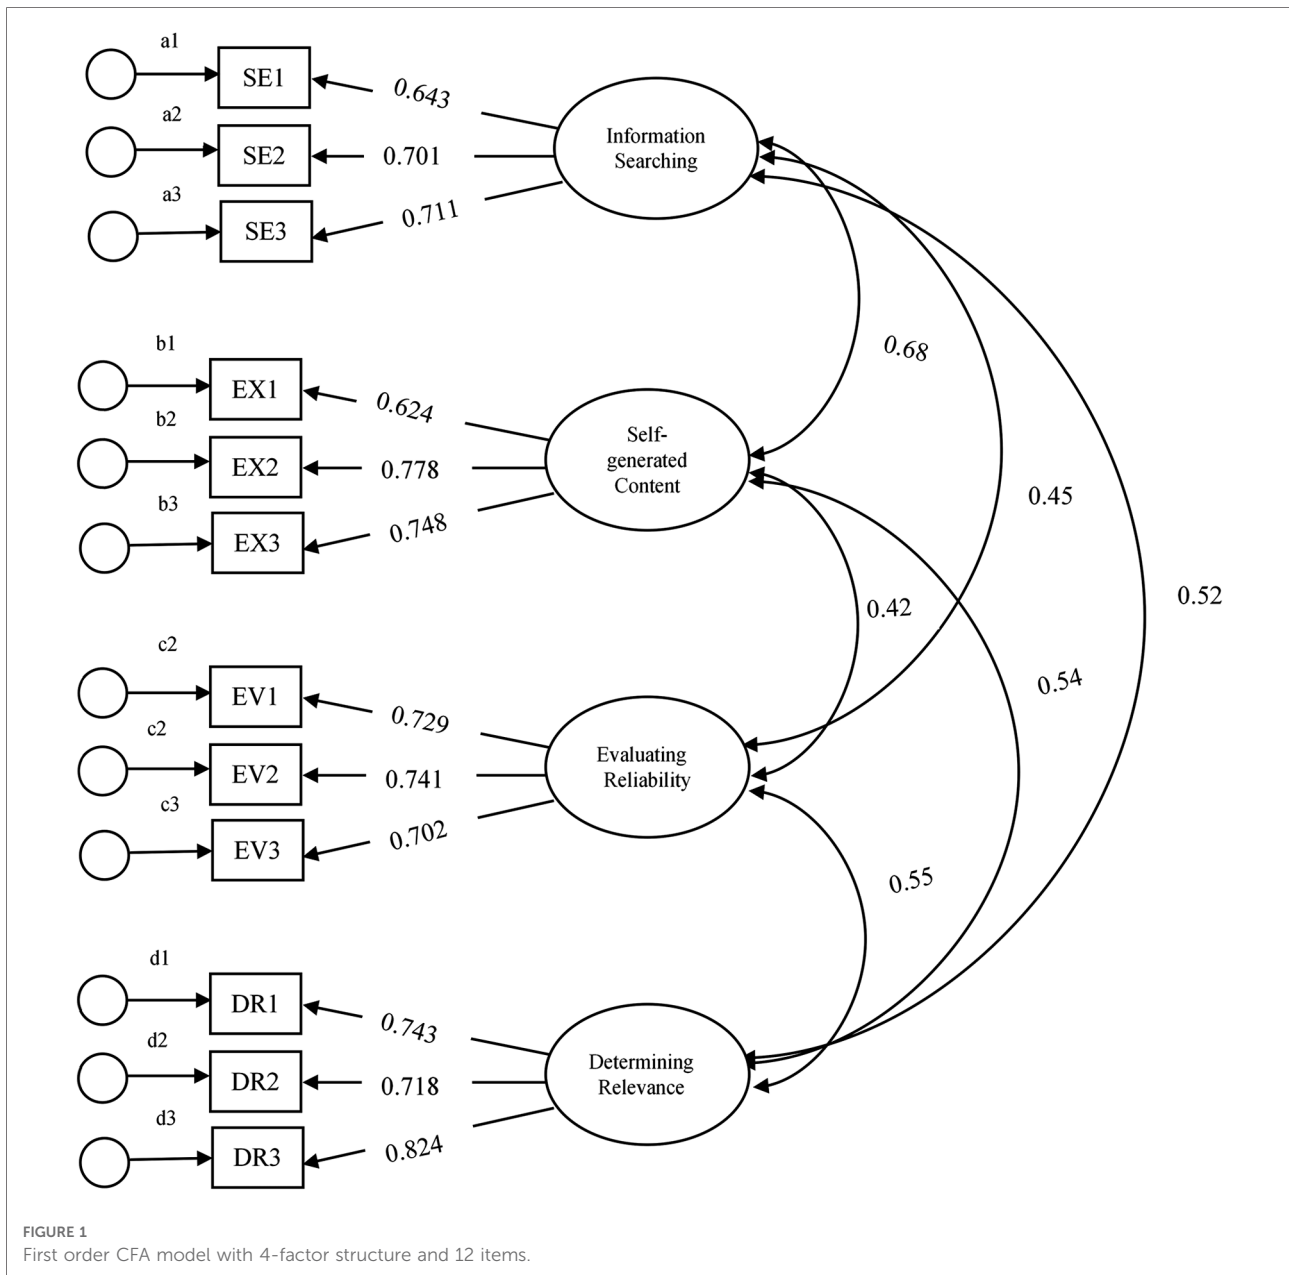 a1
SE1
0.643
a2
SE2
0.701
a3
SE3
0.711
Information
Searching
b1
EX1
0.624
b2
EX2
0.778
b3
EX3
0.748
Self-
generated
Content
c2
EV1
0.729
c2
EV2
0.741
c3
EV3
0.702
Evaluating
Reliability
d1
DR1
0.743
d2
DR2
0.718
d3
DR3
0.824
Determining
Relevance
0.68
0.45
0.52
0.42
0.54
0.55
FIGURE 1
First order CFA model with 4-factor structure and 12 items.